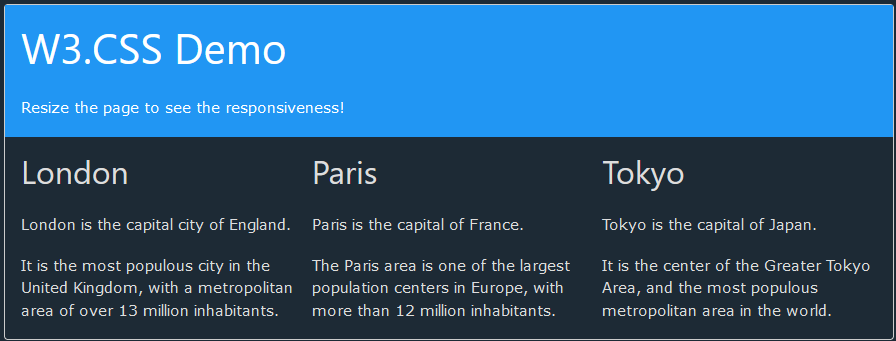 W3.CSS Demo
Resize the page to see the responsiveness!
London
London is the capital city of England.
It is the most populous city in the
United Kingdom, with a metropolitan
area of over 13 million inhabitants.
Paris
Paris is the capital of France.
The Paris area is one of the largest
population centers in Europe, with
more than 12 million inhabitants.
Tokyo
Tokyo is the capital of Japan.
It is the center of the Greater Tokyo
Area, and the most populous
metropolitan area in the world.